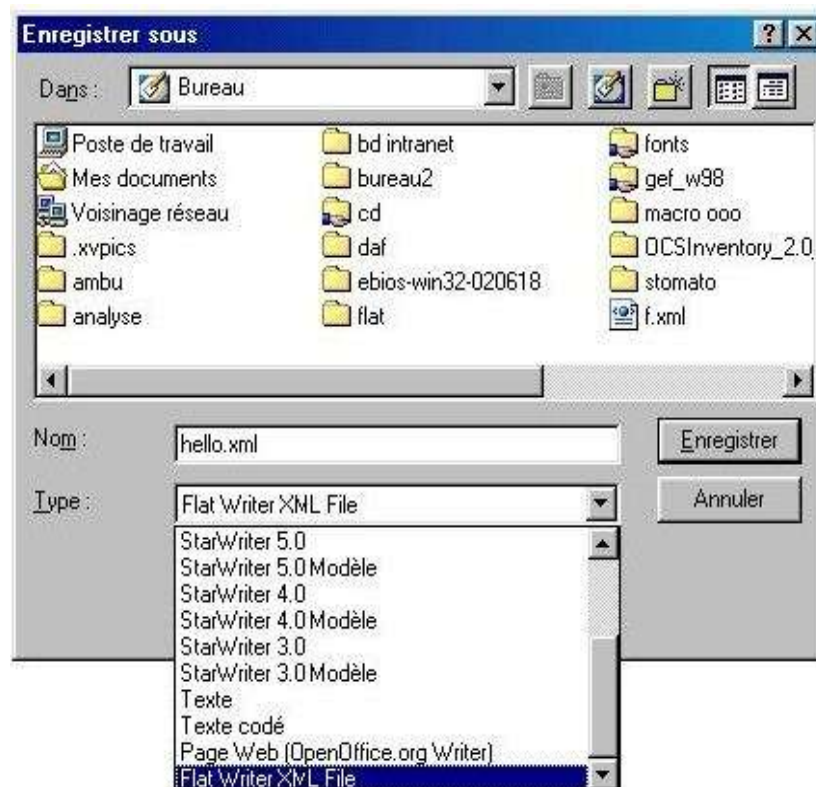 Enregistrer sous
Dans : Bureau
Poste de travail
Mes documents
Voisinage réseau
.xvpics
ambu
analyse
bd intranet
bureau2
cd
daf
ebios-win32-020618
flat
fonts
gef_w98
macro ooo
OCSInventory_2.0
stomato
f.xml
Nom : hello.xml
Enregistrer
Type : Flat Writer XML File
Annuler
StarWriter 5.0
StarWriter 5.0 Modèle
StarWriter 4.0
StarWriter 4.0 Modèle
StarWriter 3.0
StarWriter 3.0 Modèle
Texte
Texte codé
Page Web (OpenOffice.org Writer)
Flat Writer XML File